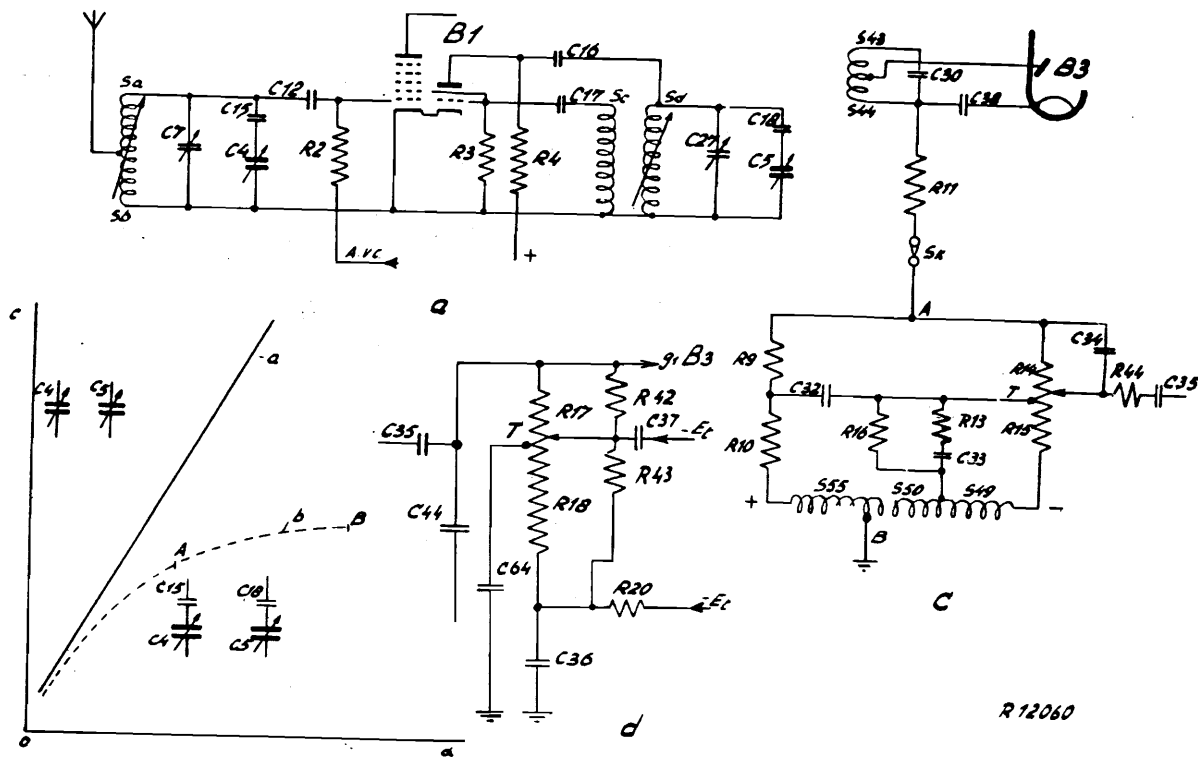 Sa
Sb
C7
C15
C4
C12
R2
A.V.C.
B1
R3
R4
+
C16
C17
Sc
Sd
C27
C18
C5
a
S43
S44
C30
C38
B3
R11
SK
A
R9
R10
C32
R16
R13
C33
R14
T
R15
C34
R44
C35
+
S55
S50
S49
-
B
C
c
a
C4
C5
A
b
B
C15
C18
C4
C5
o
α
g1 B3
R17
R42
C37
-Et
C35
T
R18
R43
C44
C64
R20
-Et
C36
d
R12060